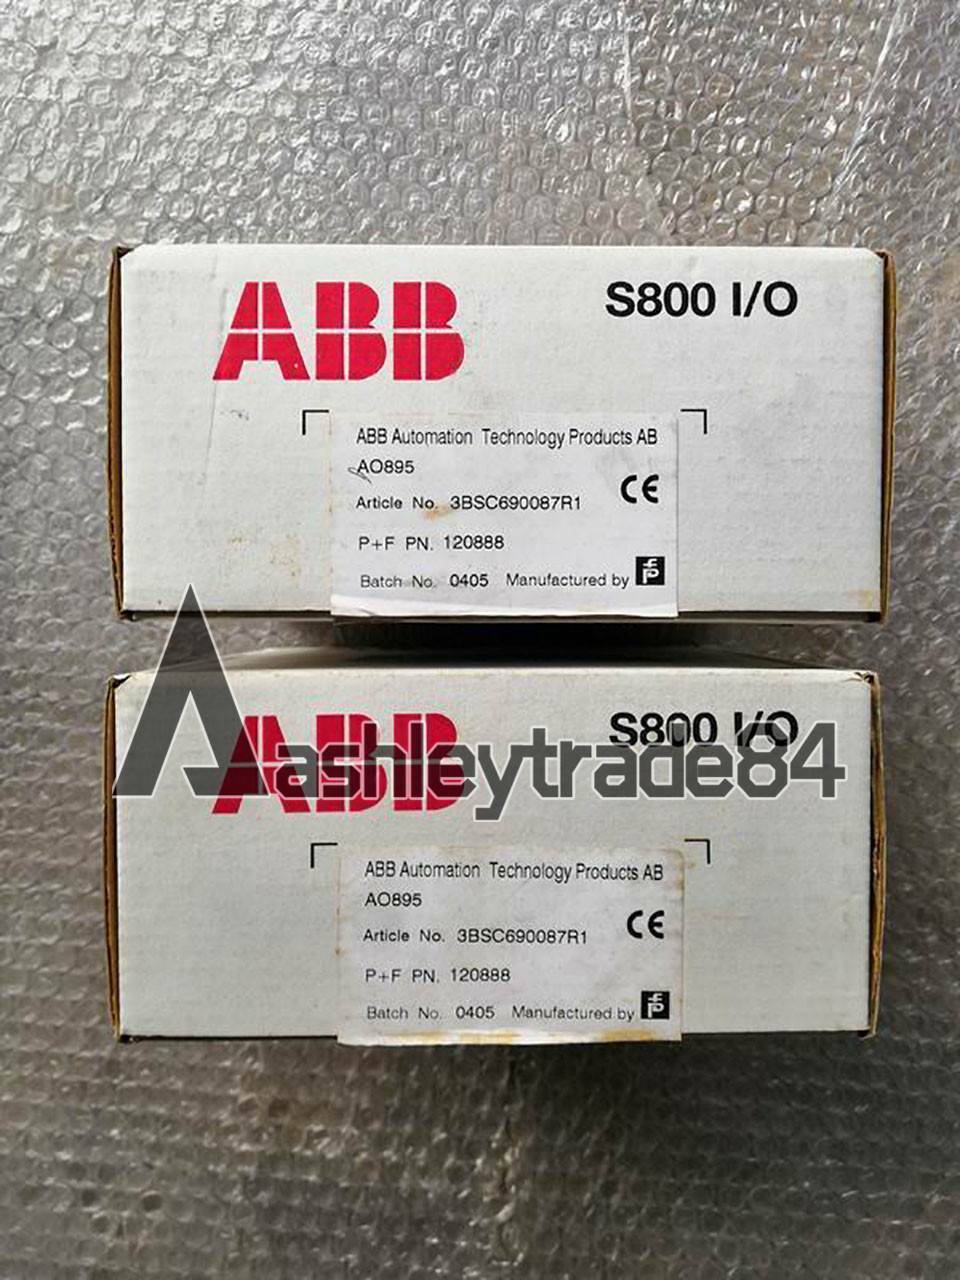 ABB
S800 I/O
ABB Automation Technology Products AB
AO895
CE
Article No. 3BSC690087R1
P+F PN. 120888
Batch No. 0405 Manufactured by
ABB
S800 I/O
Aashleytrade84
ABB Automation Technology Products AB
AO895
CE
Article No. 3BSC690087R1
P+F PN. 120888
Batch No. 0405 Manufactured by